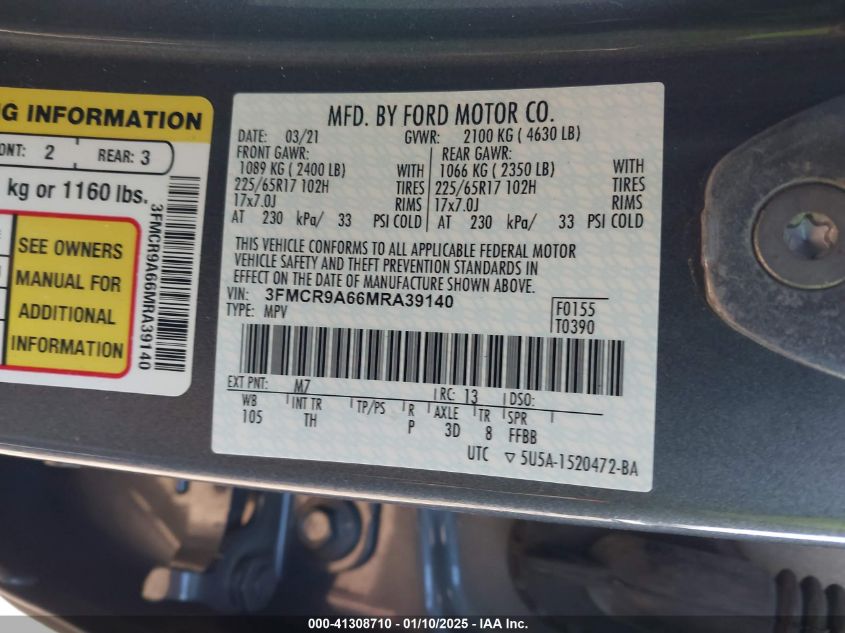 NG INFORMATION
ONT: 2 REAR: 3
kg or 1160 lbs.
SEE OWNERS
MANUAL FOR
ADDITIONAL
INFORMATION
3FMCR9A66MRA39140
MFD. BY FORD MOTOR CO.
DATE: 03/21 GVWR: 2100 KG ( 4630 LB)
FRONT GAWR: REAR GAWR:
1089 KG ( 2400 LB) WITH 1066 KG ( 2350 LB) WITH
225/65R17 102H TIRES 225/65R17 102H TIRES
17x7.0J RIMS 17x7.0J RIMS
AT 230 kPa/ 33 PSI COLD AT 230 kPa/ 33 PSI COLD
THIS VEHICLE CONFORMS TO ALL APPLICABLE FEDERAL MOTOR
VEHICLE SAFETY AND THEFT PREVENTION STANDARDS IN
EFFECT ON THE DATE OF MANUFACTURE SHOWN ABOVE.
VIN: 3FMCR9A66MRA39140 F0155
TYPE: MPV T0390
EXT PNT: M7 RC: 13 DSO:
WB INT TR TP/PS R AXLE TR SPR
105 TH P 3D 8 FFBB
UTC ▽ 5U5A-1520472-BA
000-41308710 — 01/10/2025 — IAA Inc.